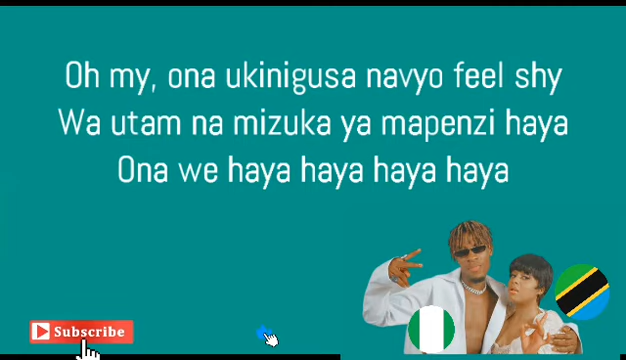 Oh my, ona ukinigusa navyo feel shy
Wa utam na mizuka ya mapenzi haya
Ona we haya haya haya haya
Subscribe